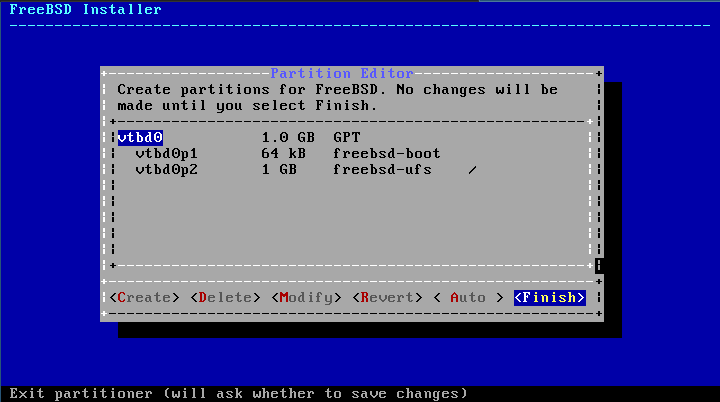 FreeBSD Installer
Partition Editor
Create partitions for FreeBSD. No changes will be
made until you select Finish.
vtbd0 1.0 GB GPT
vtbd0p1 64 kB freebsd-boot
vtbd0p2 1 GB freebsd-ufs /
<Create> <Delete> <Modify> <Revert> < Auto > <Finish>
Exit partitioner (will ask whether to save changes)